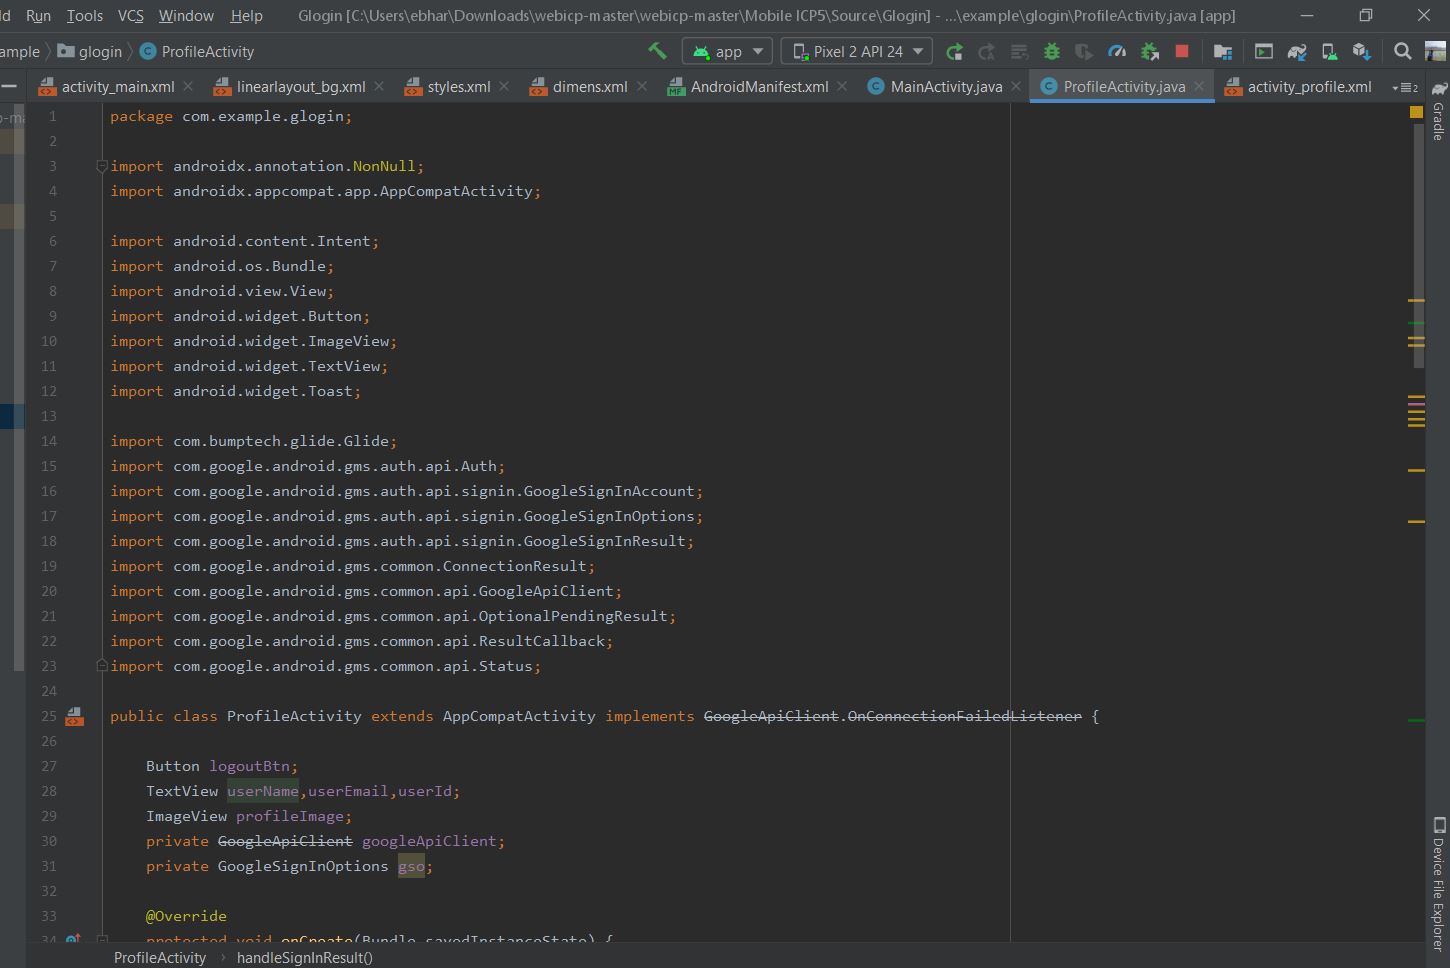 ld Run Tools VCS Window Help Glogin [C:\Users\ebhar\Downloads\webicp-master\webicp-master\Mobile ICP5\Source\Glogin] - ...\example\glogin\ProfileActivity.java [app]
ample glogin ProfileActivity app Pixel 2 API 24
activity_main.xml linearlayout_bg.xml styles.xml dimens.xml AndroidManifest.xml MainActivity.java ProfileActivity.java activity_profile.xml 2
1 package com.example.glogin;
2
3 import androidx.annotation.NonNull;
4 import androidx.appcompat.app.AppCompatActivity;
5
6 import android.content.Intent;
7 import android.os.Bundle;
8 import android.view.View;
9 import android.widget.Button;
10 import android.widget.ImageView;
11 import android.widget.TextView;
12 import android.widget.Toast;
13
14 import com.bumptech.glide.Glide;
15 import com.google.android.gms.auth.api.Auth;
16 import com.google.android.gms.auth.api.signin.GoogleSignInAccount;
17 import com.google.android.gms.auth.api.signin.GoogleSignInOptions;
18 import com.google.android.gms.auth.api.signin.GoogleSignInResult;
19 import com.google.android.gms.common.ConnectionResult;
20 import com.google.android.gms.common.api.GoogleApiClient;
21 import com.google.android.gms.common.api.OptionalPendingResult;
22 import com.google.android.gms.common.api.ResultCallback;
23 import com.google.android.gms.common.api.Status;
24
25 public class ProfileActivity extends AppCompatActivity implements GoogleApiClient.OnConnectionFailedListener {
26
27 Button logoutBtn;
28 TextView userName,userEmail,userId;
29 ImageView profileImage;
30 private GoogleApiClient googleApiClient;
31 private GoogleSignInOptions gso;
32
33 @Override
34 protected void onCreate(Bundle savedInstanceState) {
ProfileActivity handleSignInResult()
Gradle
Device File Explorer